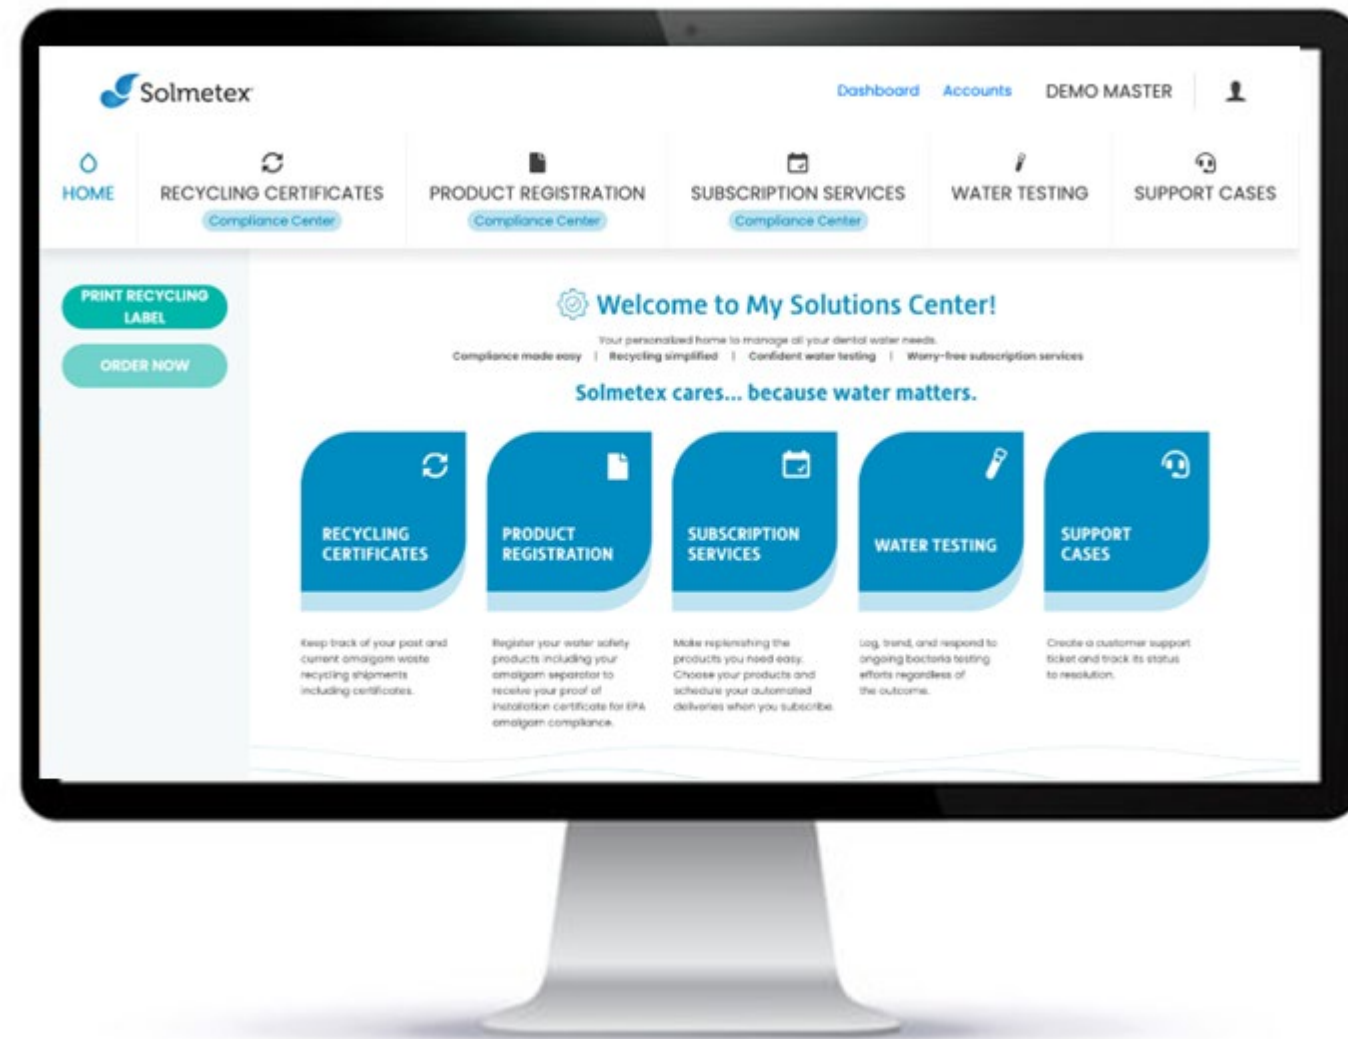 Solmetex
Dashboard Accounts DEMO MASTER
HOME
RECYCLING CERTIFICATES
Compliance Center
PRODUCT REGISTRATION
Compliance Center
SUBSCRIPTION SERVICES
Compliance Center
WATER TESTING
SUPPORT CASES
PRINT RECYCLING
LABEL
ORDER NOW
Welcome to My Solutions Center!
Your personalized home to manage all your dental water needs.
Compliance made easy | Recycling simplified | Confident water testing | Worry-free subscription services
Solmetex cares... because water matters.
RECYCLING
CERTIFICATES
Keep track of your past and
current amalgam waste
recycling shipments
including certificates.
PRODUCT
REGISTRATION
Register your water safety
products including your
amalgam separator to
receive your proof of
installation certificate for EPA
amalgam compliance.
SUBSCRIPTION
SERVICES
Make replenishing the
products you need easy.
Choose your products and
schedule your automated
deliveries when you subscribe.
WATER TESTING
Log, trend, and respond to
ongoing bacteria testing
efforts regardless of
the outcome.
SUPPORT
CASES
Create a customer support
ticket and track its status
to resolution.